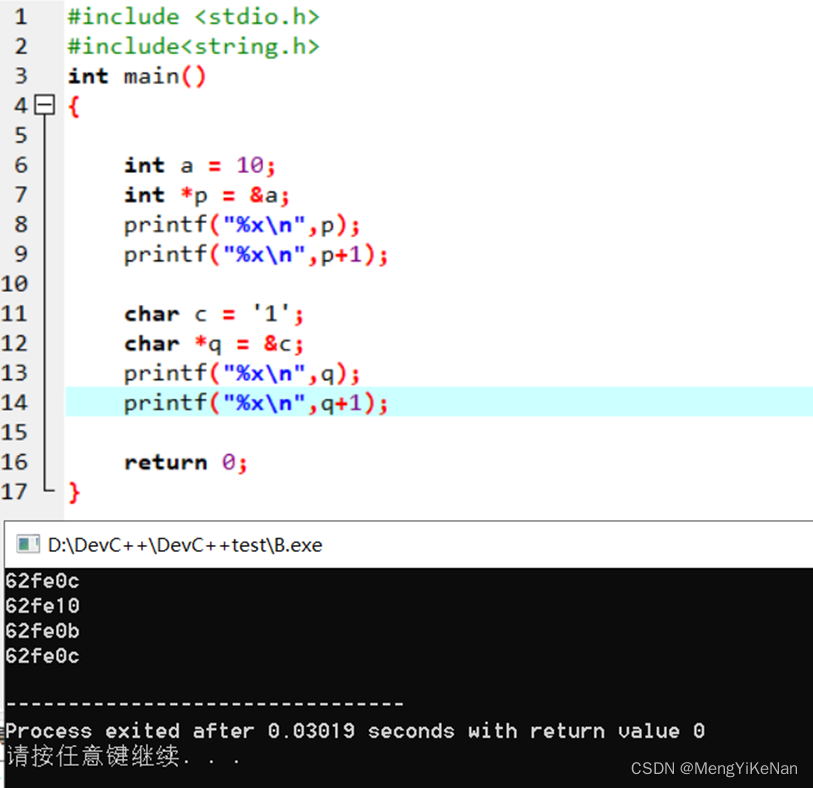 1 #include <stdio.h>
2 #include<string.h>
3 int main()
4 {
5
6 int a = 10;
7 int *p = &a;
8 printf("%x\n",p);
9 printf("%x\n",p+1);
10
11 char c = '1';
12 char *q = &c;
13 printf("%x\n",q);
14 printf("%x\n",q+1);
15
16 return 0;
17 }
D:\DevC++\DevC++test\B.exe
62fe0c
62fe10
62fe0b
62fe0c
--------------------------------
Process exited after 0.03019 seconds with return value 0
请按任意键继续. . .
CSDN @MengYiKeNan